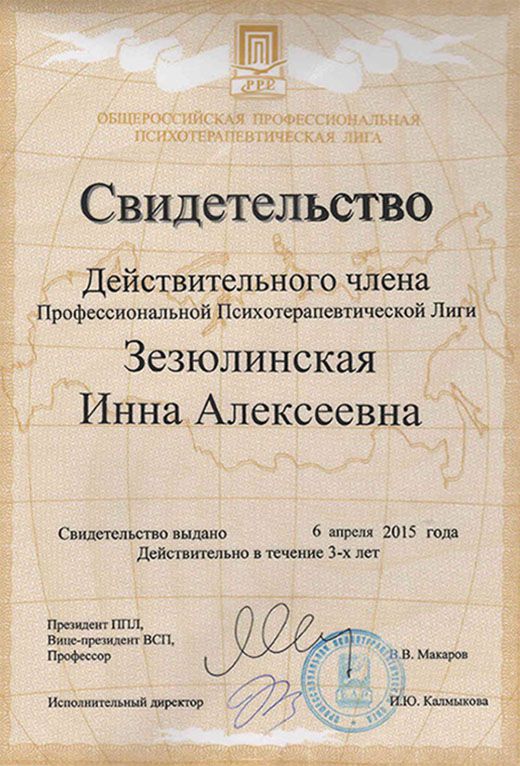 PPL
ОБЩЕРОССИЙСКАЯ ПРОФЕССИОНАЛЬНАЯ
ПСИХОТЕРАПЕВТИЧЕСКАЯ ЛИГА
Свидетельство
Действительного члена
Профессиональной Психотерапевтической Лиги
Зезюлинская
Инна Алексеевна
Свидетельство выдано 6 апреля 2015 года
Действительно в течение 3-х лет
Президент ППЛ,
Вице-президент ВСП,
Профессор
В.В. Макаров
Исполнительный директор
И.Ю. Калмыкова